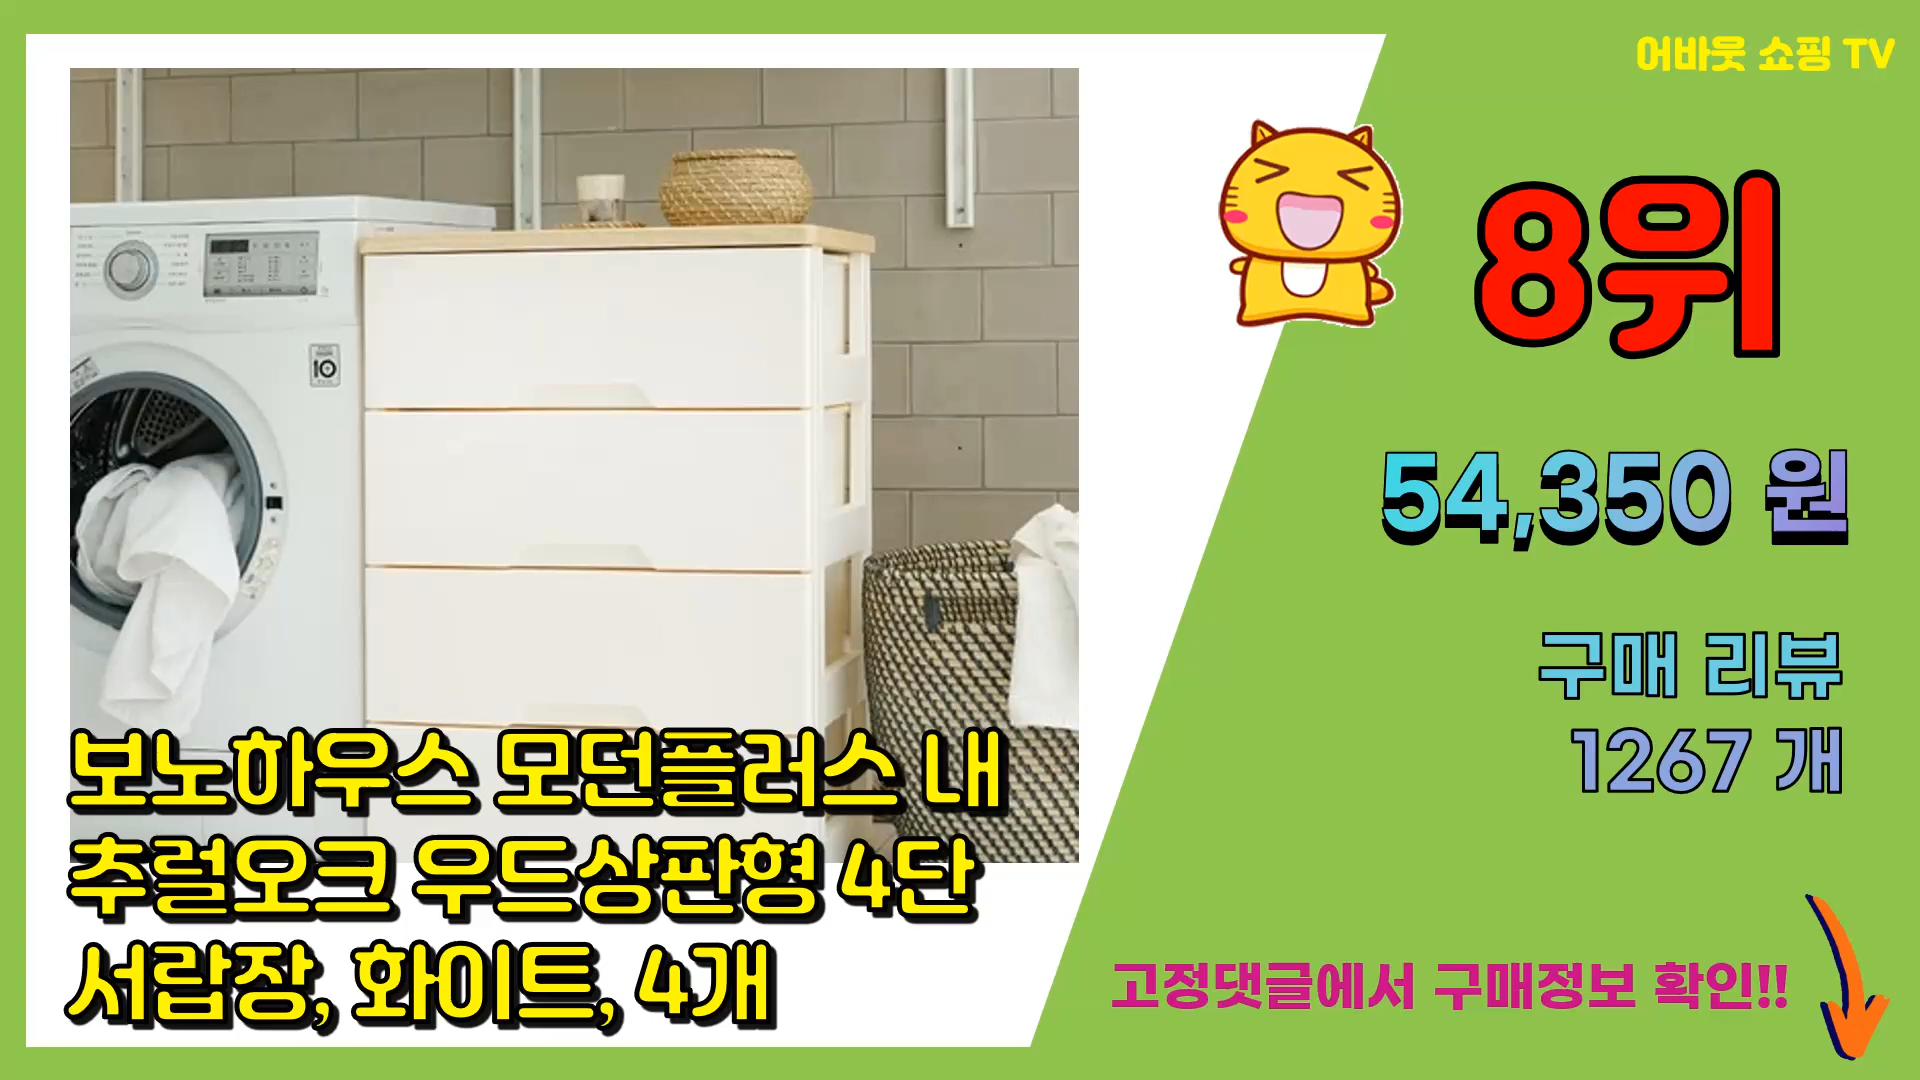 어바웃 쇼핑 TV
8위
54,350 원
구매 리뷰
1267 개
보노하우스 모던플러스 내
추럴오크 우드상판형 4단
서랍장, 화이트, 4개
고정댓글에서 구매정보 확인!!
10